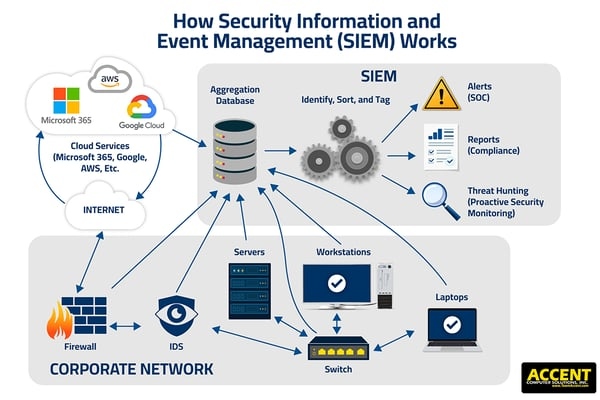 How Security Information and
Event Management (SIEM) Works
aws
Microsoft 365
Google Cloud
Cloud Services
(Microsoft 365, Google,
AWS, Etc.
INTERNET
SIEM
Aggregation
Database
Identify, Sort, and Tag
Alerts
(SOC)
Reports
(Compliance)
Threat Hunting
(Proactive Security
Monitoring)
Servers
Workstations
Laptops
Firewall
IDS
Switch
CORPORATE NETWORK
ACCENT
COMPUTER SOLUTIONS, INC.